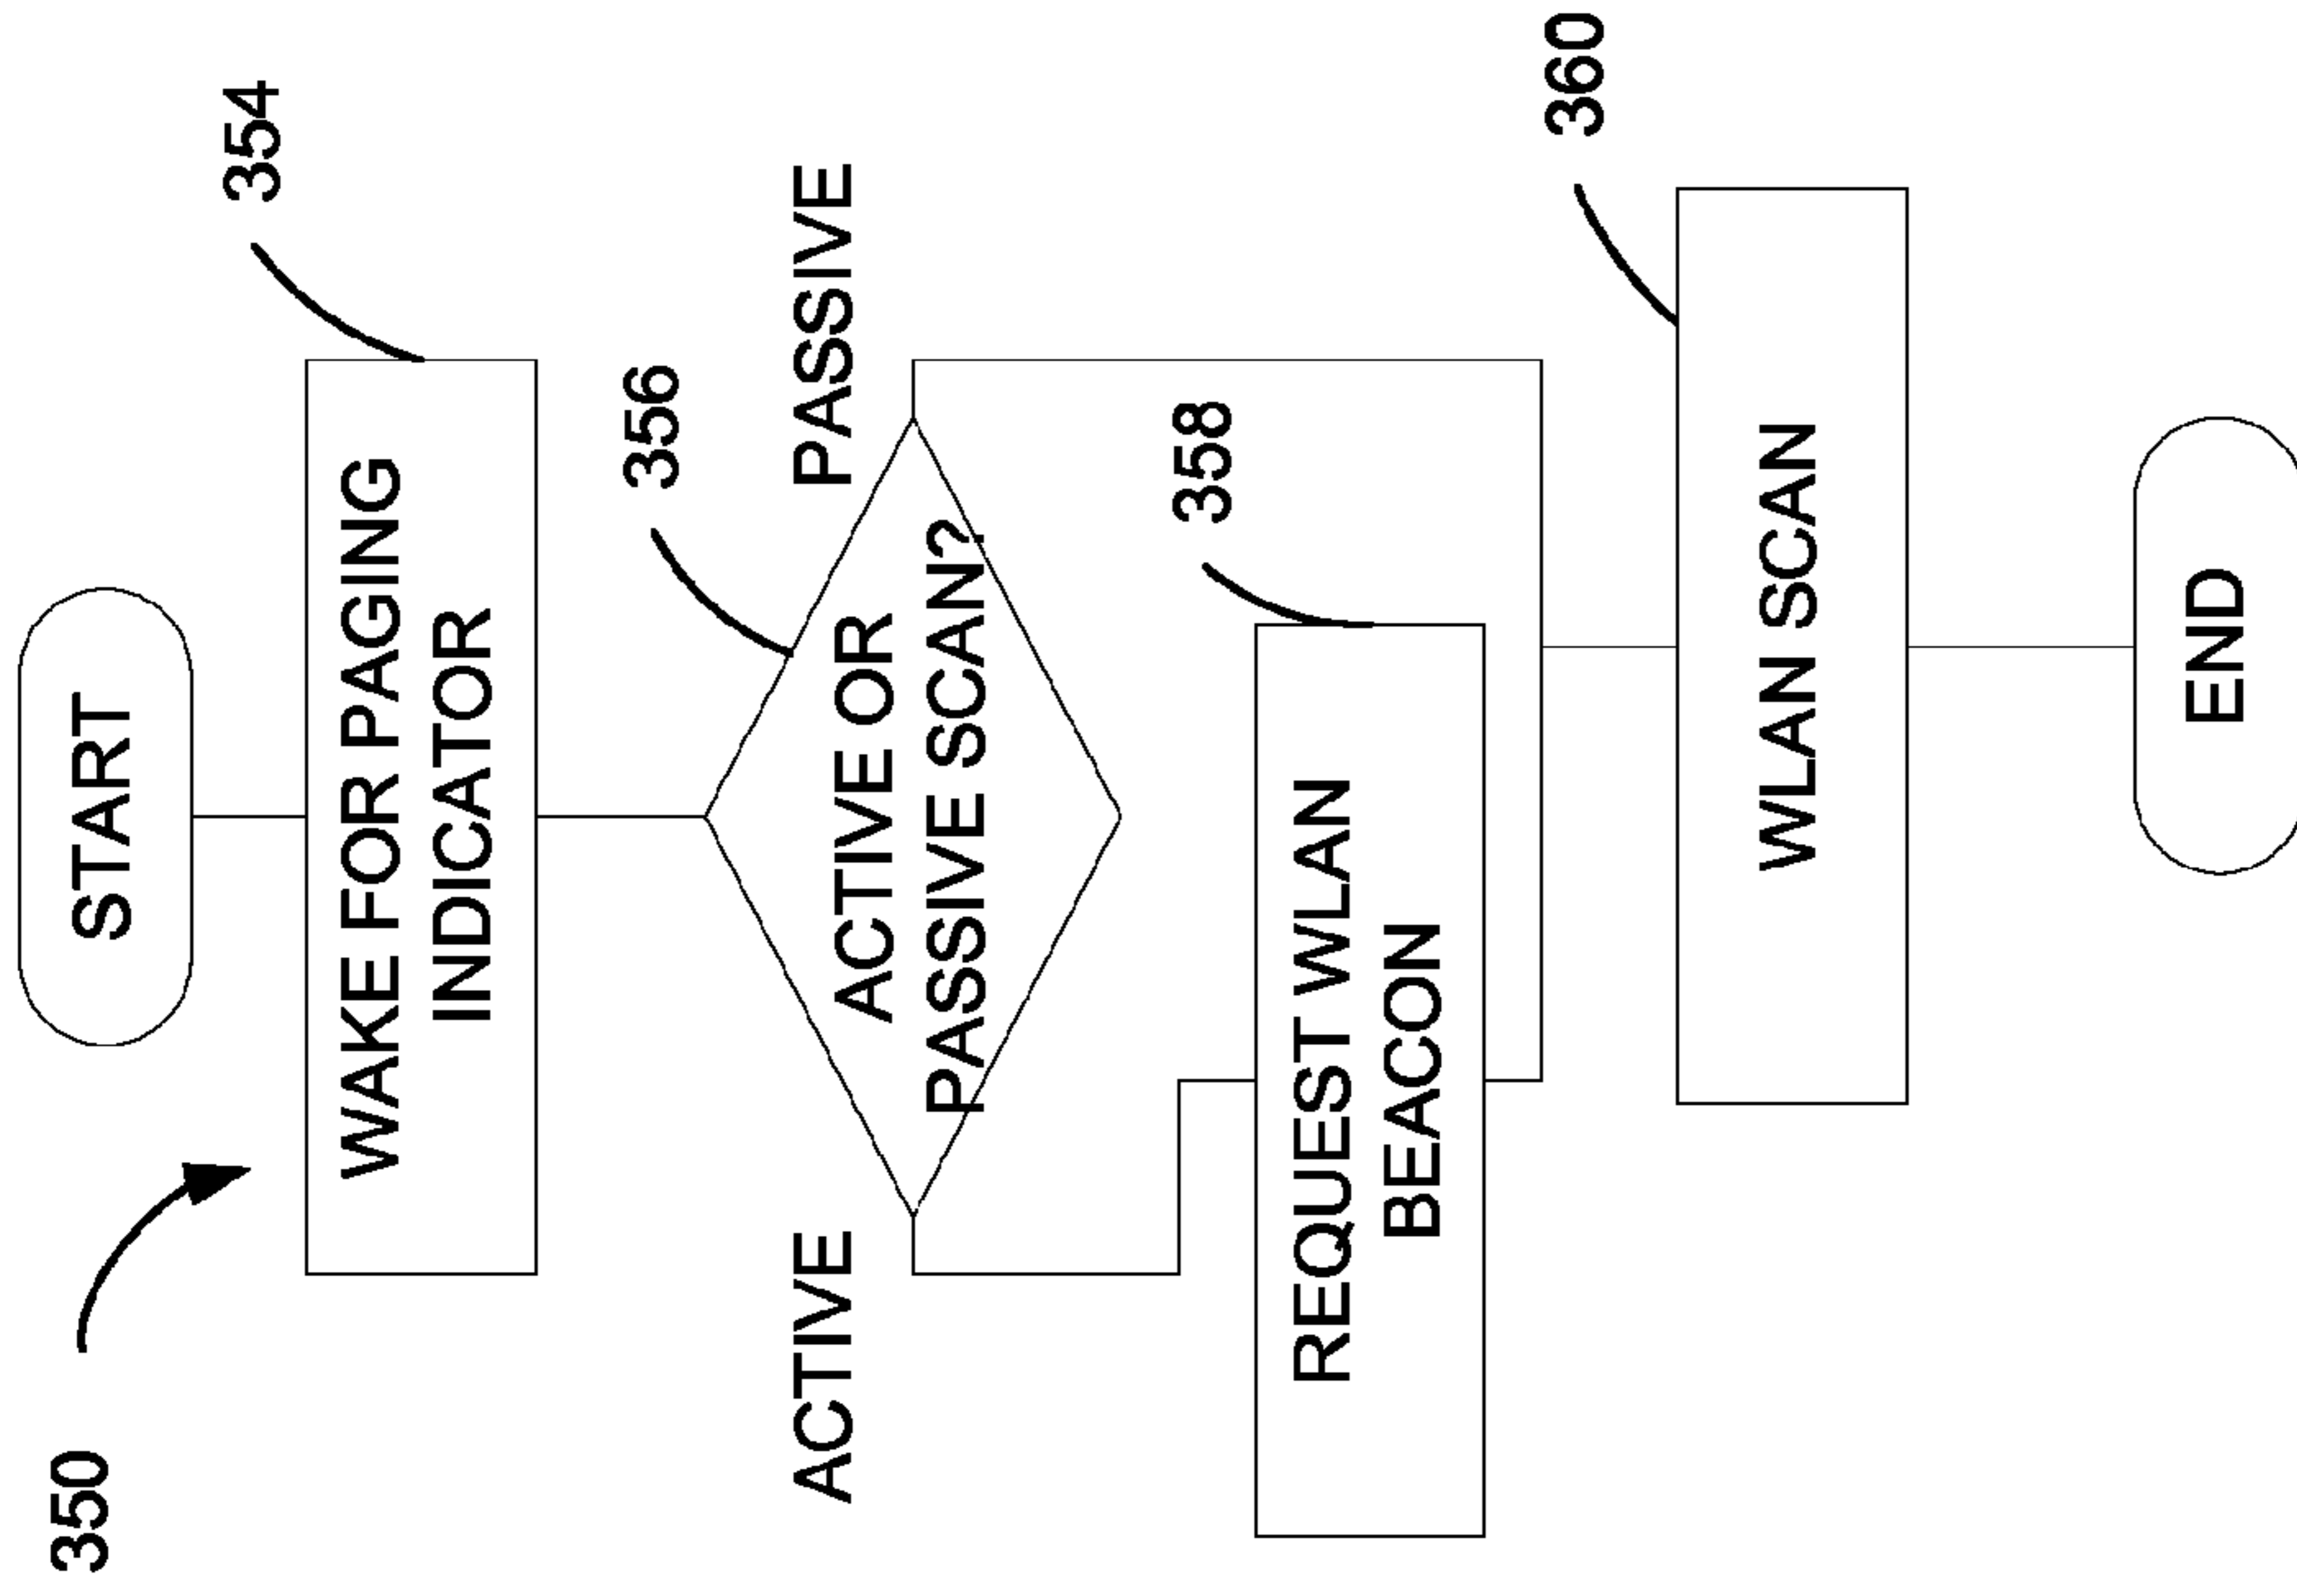 350
START
354
WAKE FOR PAGING
INDICATOR
356
ACTIVE
PASSIVE
ACTIVE OR
PASSIVE SCAN?
358
REQUEST WLAN
BEACON
360
WLAN SCAN
END